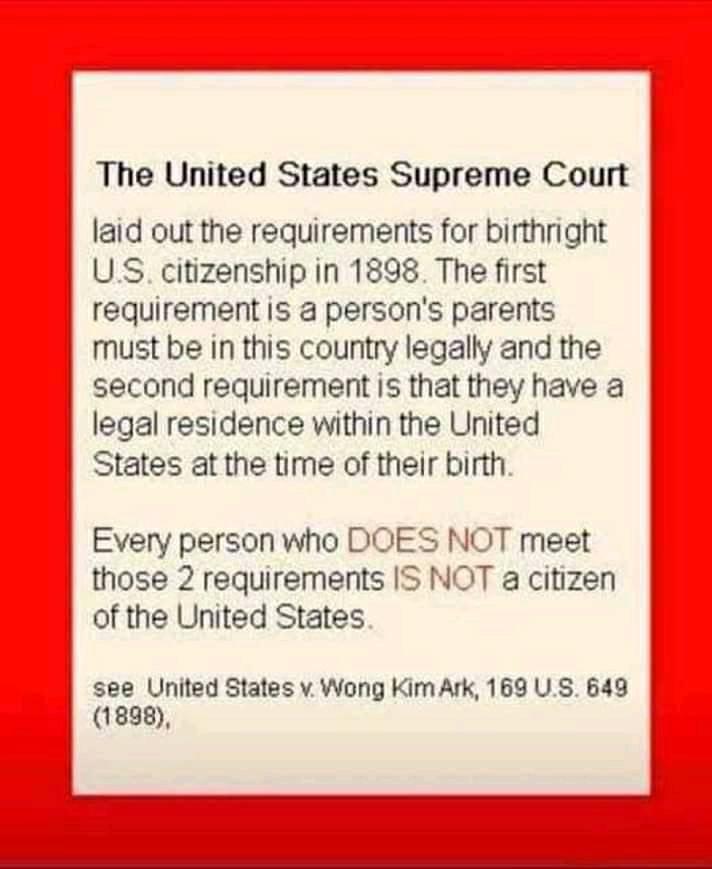 The United States Supreme Court
laid out the requirements for birthright
U.S. citizenship in 1898. The first
requirement is a person's parents
must be in this country legally and the
second requirement is that they have a
legal residence within the United
States at the time of their birth.
Every person who DOES NOT meet
those 2 requirements IS NOT a citizen
of the United States.
see United States v. Wong Kim Ark, 169 U.S. 649
(1898),